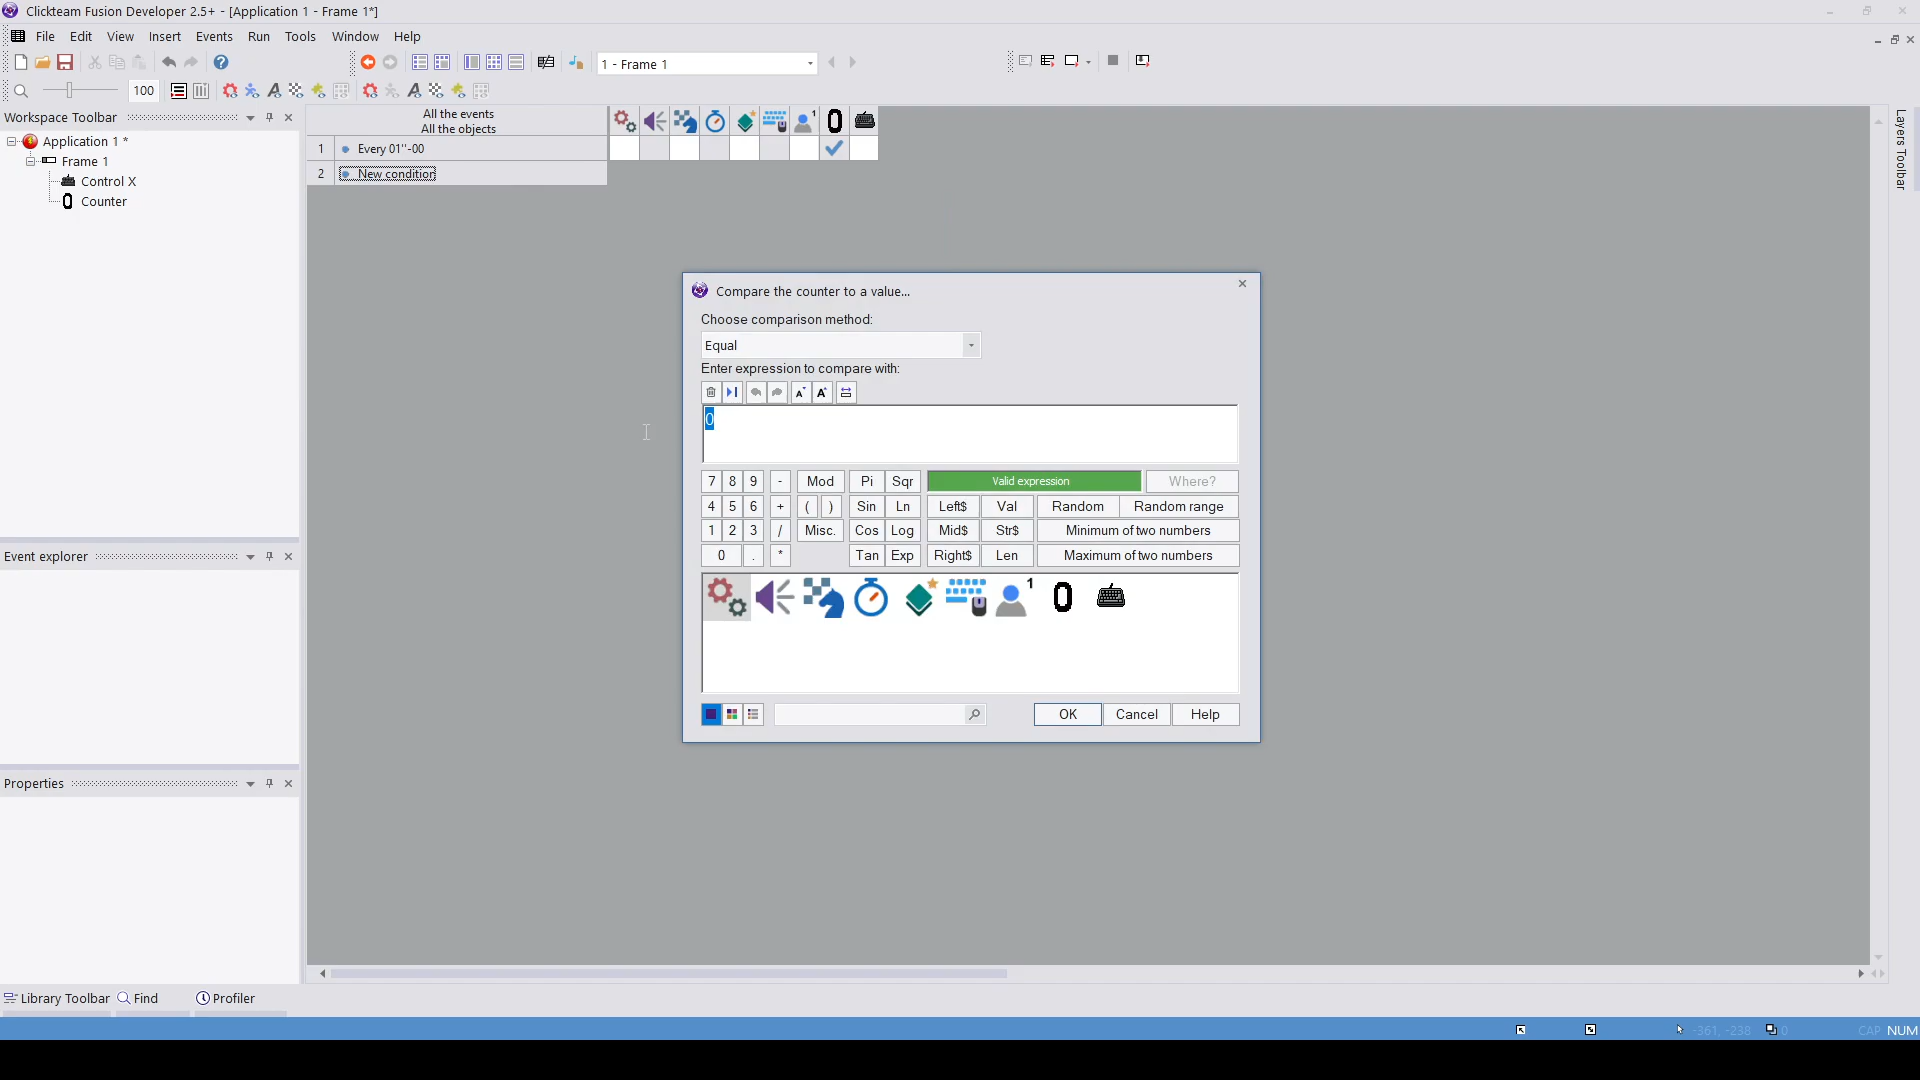 Clickteam Fusion Developer 2.5+ - [Application 1 - Frame 1*]
File Edit View Insert Events Run Tools Window Help
1 - Frame 1
100
Workspace Toolbar
Application 1 *
Frame 1
Control X
Counter
All the events
All the objects
1 Every 01''-00
2 New condition
1
Layers Toolbar
Compare the counter to a value...
Choose comparison method:
Equal
Enter expression to compare with:
0
7 8 9 - Mod Pi Sqr Valid expression Where?
4 5 6 + ( ) Sin Ln Left$ Val Random Random range
1 2 3 / Misc. Cos Log Mid$ Str$ Minimum of two numbers
0 . * Tan Exp Right$ Len Maximum of two numbers
1
OK Cancel Help
Event explorer
Properties
Library Toolbar Find Profiler
-361, -238 0 CAP NUM